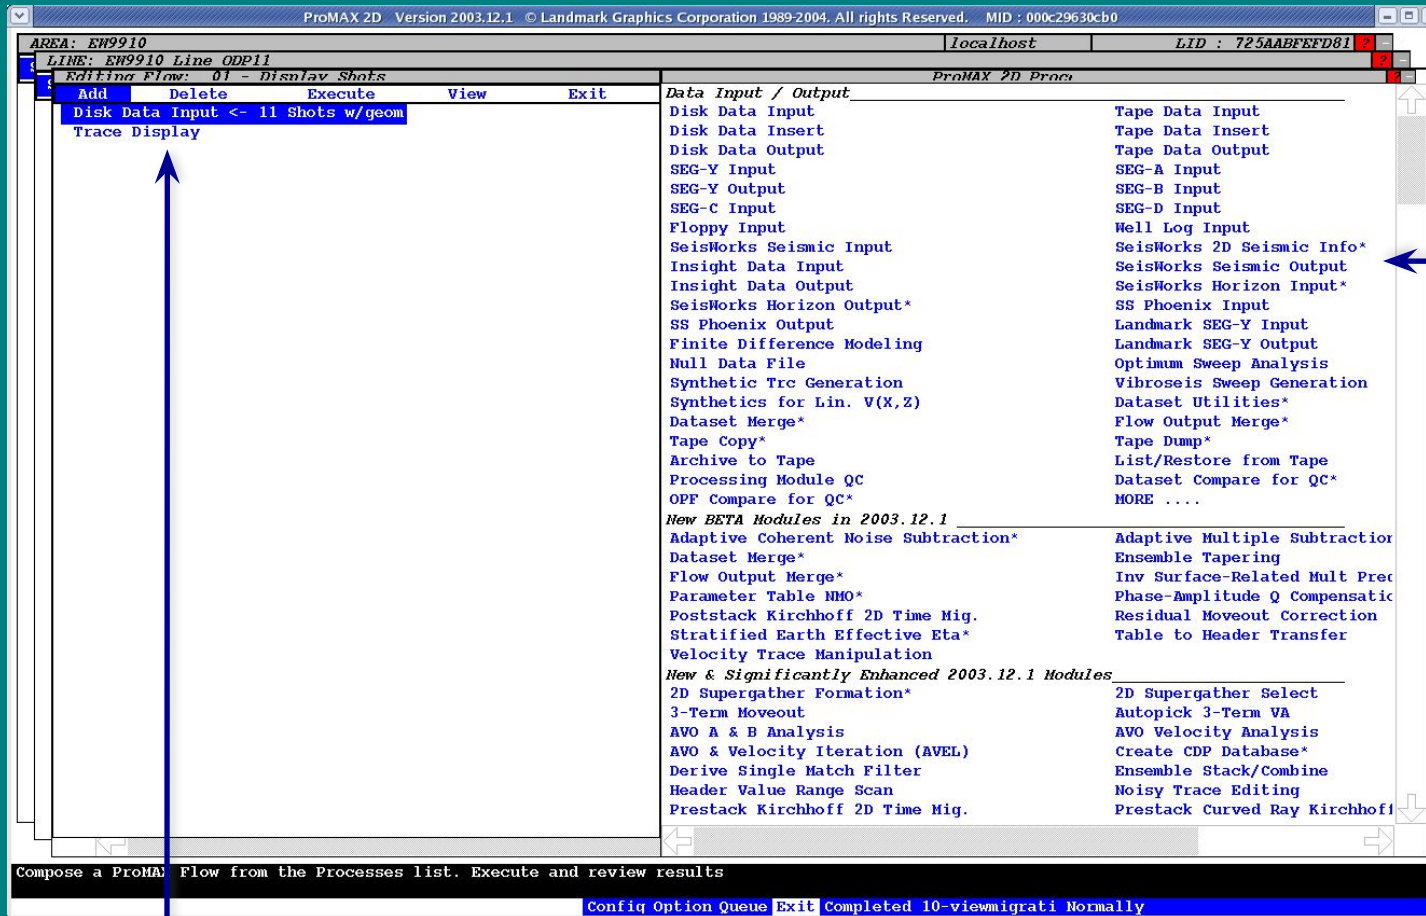 ProMAX 2D Version 2003.12.1 © Landmark Graphics Corporation 1989-2004. All rights Reserved. MID : 000c29630cb0
AREA: EW9910 localhost LID : 725AABFEFD81 ? -
LINE: EW9910 Line ODP11 ? -
Editing Flow: 01 - Display Shots
Add Delete Execute View Exit
Disk Data Input <- 11 Shots w/geom
Trace Display
ProMAX 2D ? -
Data Input / Output
Disk Data Input Tape Data Input
Disk Data Insert Tape Data Insert
Disk Data Output Tape Data Output
SEG-Y Input SEG-A Input
SEG-Y Output SEG-B Input
SEG-C Input SEG-D Input
Floppy Input Well Log Input
SeisWorks Seismic Input SeisWorks 2D Seismic Info*
Insight Data Input SeisWorks Seismic Output
Insight Data Output SeisWorks Horizon Input*
SeisWorks Horizon Output* SS Phoenix Input
SS Phoenix Output Landmark SEG-Y Input
Finite Difference Modeling Landmark SEG-Y Output
Null Data File Optimum Sweep Analysis
Synthetic Trc Generation Vibroseis Sweep Generation
Synthetics for Lin. V(X,Z) Dataset Utilities*
Dataset Merge* Flow Output Merge*
Tape Copy* Tape Dump*
Archive to Tape List/Restore from Tape
Processing Module QC Dataset Compare for QC*
OPF Compare for QC* MORE ....
New BETA Modules in 2003.12.1
Adaptive Coherent Noise Subtraction* Adaptive Multiple Subtraction
Dataset Merge* Ensemble Tapering
Flow Output Merge* Inv Surface-Related Mult Pred
Parameter Table NMO* Phase-Amplitude Q Compensatio
Poststack Kirchhoff 2D Time Mig. Residual Moveout Correction
Stratified Earth Effective Eta* Table to Header Transfer
Velocity Trace Manipulation
New & Significantly Enhanced 2003.12.1 Modules
2D Supergather Formation* 2D Supergather Select
3-Term Moveout Autopick 3-Term VA
AVO A & B Analysis AVO Velocity Analysis
AVO & Velocity Iteration (AVEL) Create CDP Database*
Derive Single Match Filter Ensemble Stack/Combine
Header Value Range Scan Noisy Trace Editing
Prestack Kirchhoff 2D Time Mig. Prestack Curved Ray Kirchhoff
Compose a ProMAX Flow from the Processes list. Execute and review results
Config Option Queue Exit Completed 10-viewmigrati Normally